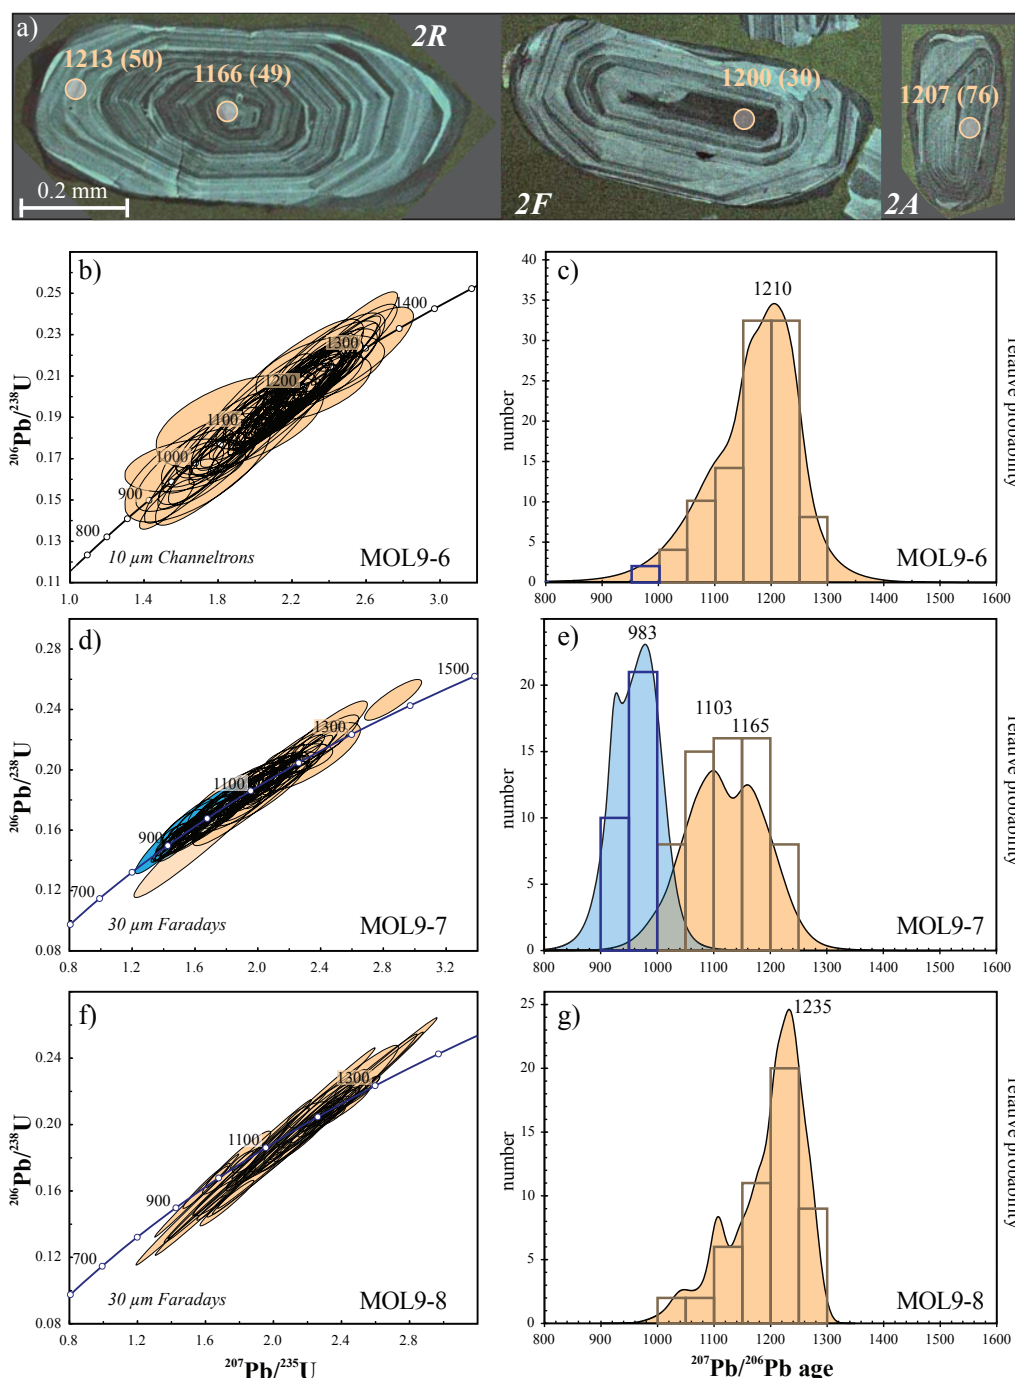 a)
2R
1213 (50)
1166 (49)
0.2 mm
1200 (30)
2F
1207 (76)
2A
b)
206Pb/238U
0.25
0.23
0.21
0.19
0.17
0.15
0.13
0.11
1400
1300
1200
1100
1000
900
800
10 µm Channeltrons
MOL9-6
1.0 1.4 1.8 2.2 2.6 3.0
c)
number
40
35
30
25
20
15
10
5
0
1210
MOL9-6
relative probability
800 900 1000 1100 1200 1300 1400 1500 1600
d)
206Pb/238U
0.28
0.24
0.20
0.16
0.12
0.08
1500
1300
1100
900
700
30 µm Faradays
MOL9-7
0.8 1.2 1.6 2.0 2.4 2.8 3.2
e)
number
20
15
10
5
0
983
1103
1165
MOL9-7
relative probability
800 900 1000 1100 1200 1300 1400 1500 1600
f)
206Pb/238U
0.24
0.20
0.16
0.12
0.08
1300
1100
900
700
30 µm Faradays
MOL9-8
0.8 1.2 1.6 2.0 2.4 2.8
207Pb/235U
g)
number
25
20
15
10
5
0
1235
MOL9-8
relative probability
800 900 1000 1100 1200 1300 1400 1500 1600
207Pb/206Pb age